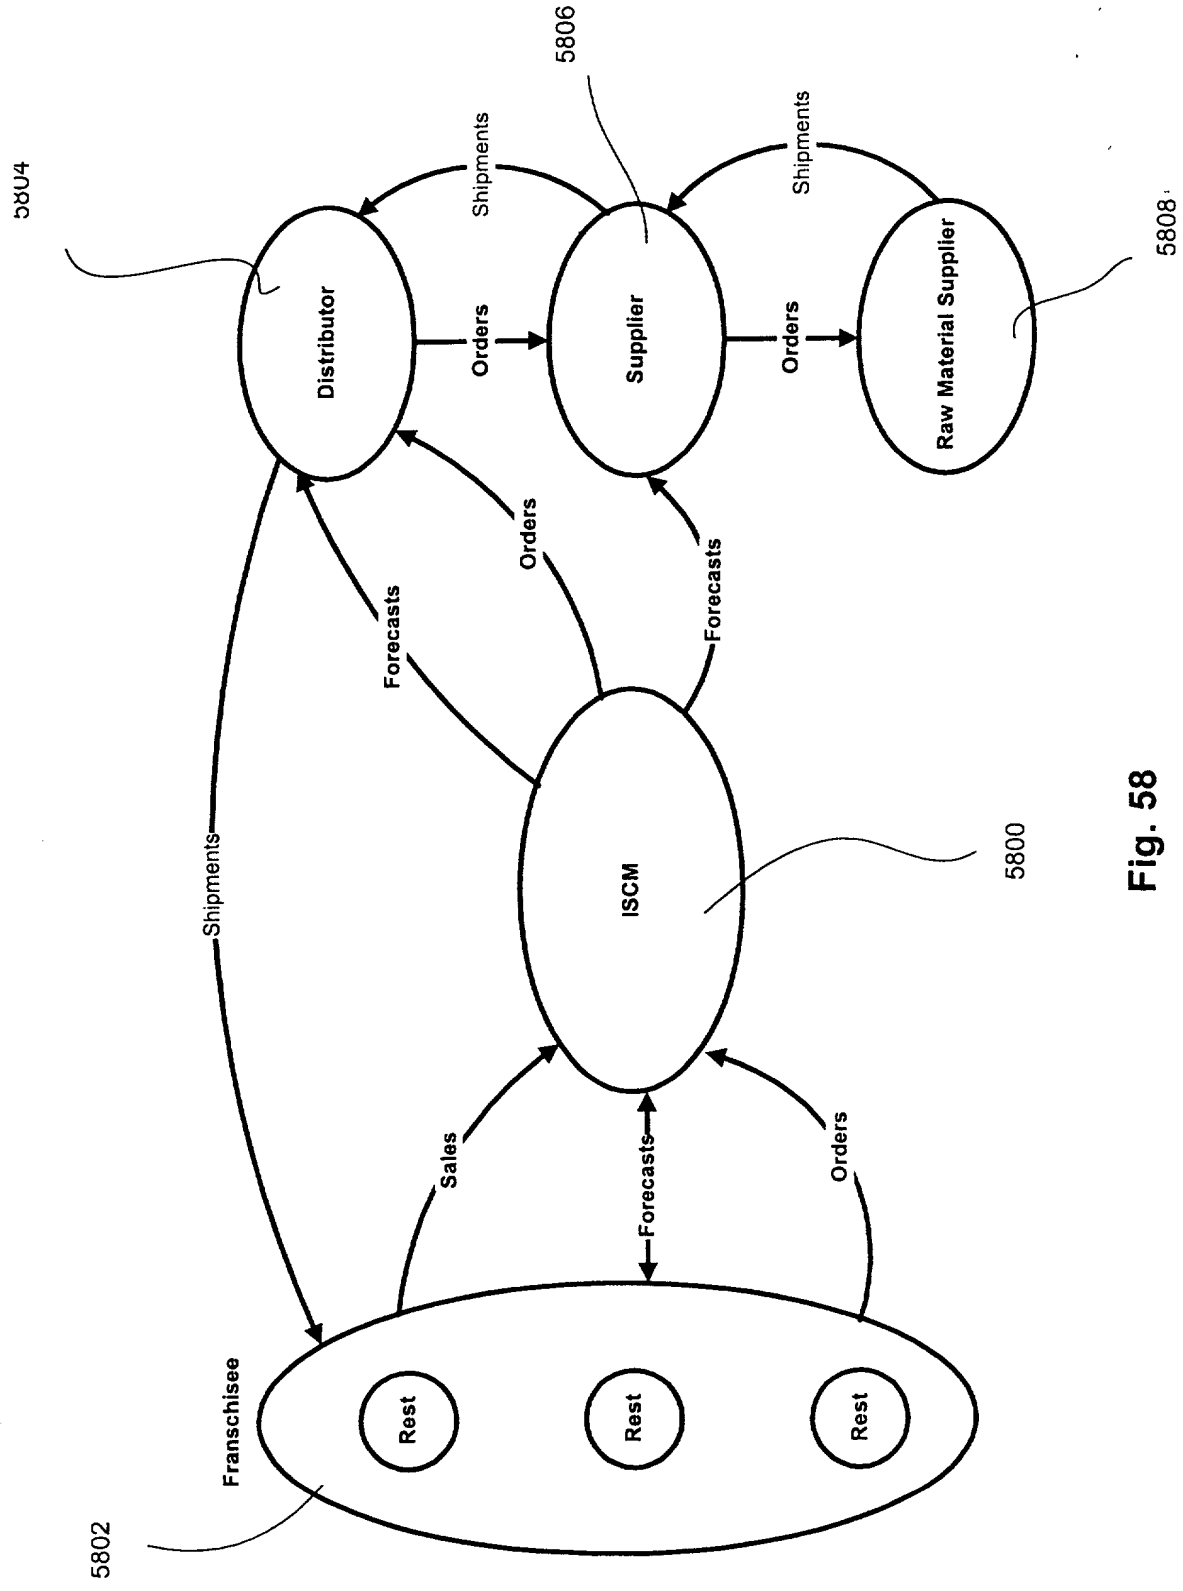 5804
5806
Shipments
Shipments
Distributor
Orders
Supplier
Orders
Raw Material Supplier
5808
Forecasts
Orders
Forecasts
Shipments
ISCM
5800
Sales
Forecasts
Orders
Franschisee
Rest
Rest
Rest
5802
Fig. 58